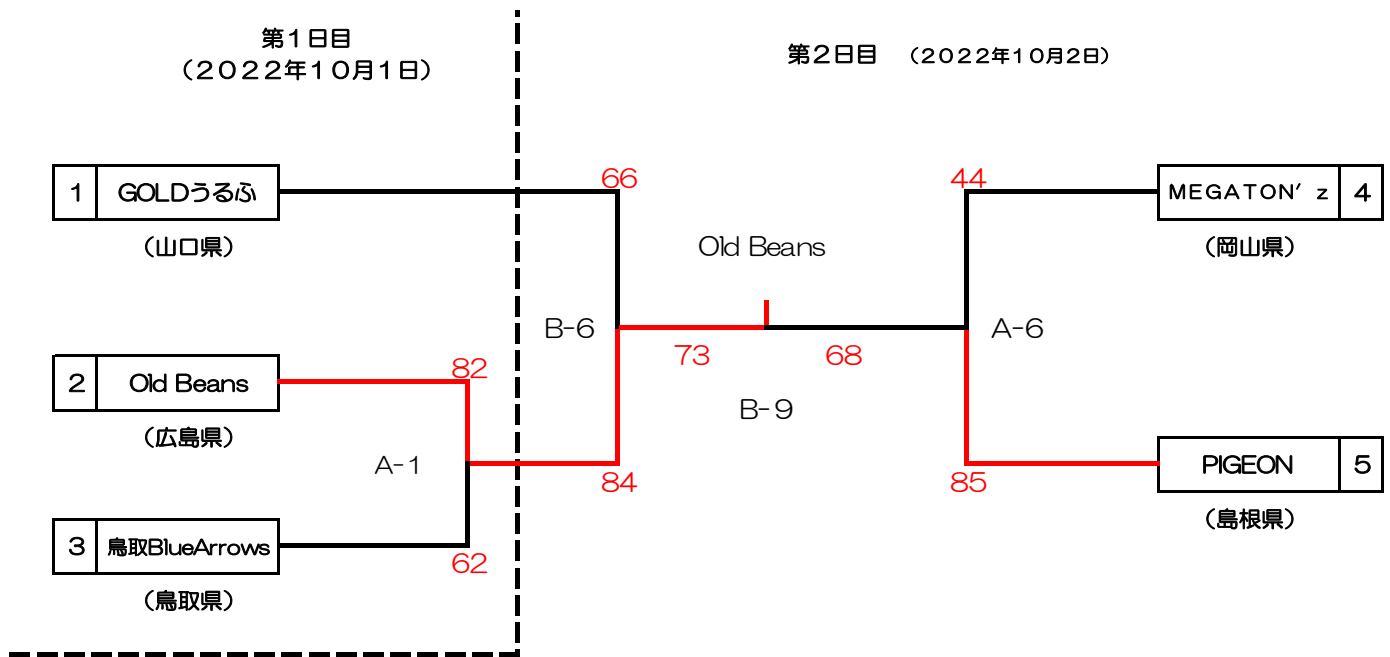 第１日目
（２０２２年１０月１日）
第２日目　（２０２２年１０月２日）
1 GOLDうるふ
（山口県）
66
44
MEGATON’ｚ 4
（岡山県）
Old Beans
B-6
A-6
73
68
2 Old Beans
（広島県）
82
B-9
A-1
84
85
PIGEON 5
（島根県）
3 鳥取BlueArrows
（鳥取県）
62